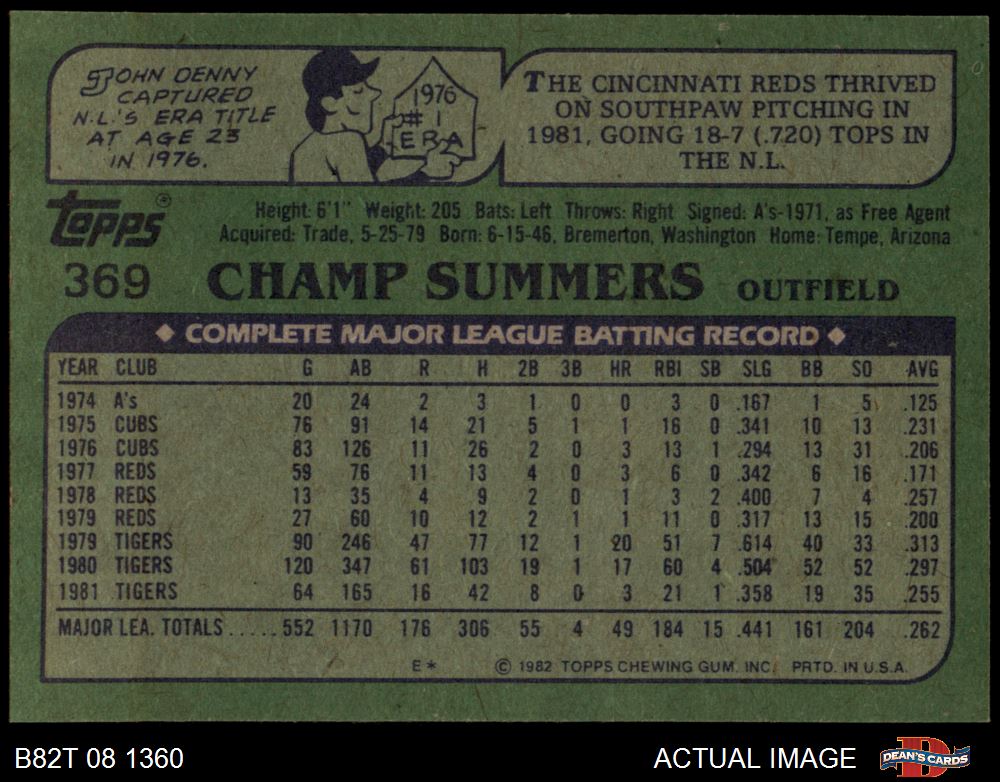 JOHN DENNY
CAPTURED
N.L.'S ERA TITLE
AT AGE 23
IN 1976.
1976
#1
ERA
THE CINCINNATI REDS THRIVED
ON SOUTHPAW PITCHING IN
1981, GOING 18-7 (.720) TOPS IN
THE N.L.
topps®
Height: 6'1" Weight: 205 Bats: Left Throws: Right Signed: A's-1971, as Free Agent
Acquired: Trade, 5-25-79 Born: 6-15-46, Bremerton, Washington Home: Tempe, Arizona
369 CHAMP SUMMERS OUTFIELD
◆ COMPLETE MAJOR LEAGUE BATTING RECORD ◆
YEAR CLUB G AB R H 2B 3B HR RBI SB SLG BB SO AVG
1974 A's 20 24 2 3 1 0 0 3 0 .167 1 5 .125
1975 CUBS 76 91 14 21 5 1 1 16 0 .341 10 13 .231
1976 CUBS 83 126 11 26 2 0 3 13 1 .294 13 31 .206
1977 REDS 59 76 11 13 4 0 3 6 0 .342 6 16 .171
1978 REDS 13 35 4 9 2 0 1 3 2 .400 7 4 .257
1979 REDS 27 60 10 12 2 1 1 11 0 .317 13 15 .200
1979 TIGERS 90 246 47 77 12 1 20 51 7 .614 40 33 .313
1980 TIGERS 120 347 61 103 19 1 17 60 4 .504 52 52 .297
1981 TIGERS 64 165 16 42 8 0 3 21 1 .358 19 35 .255
MAJOR LEA. TOTALS.....552 1170 176 306 55 4 49 184 15 .441 161 204 .262
E* © 1982 TOPPS CHEWING GUM, INC. PRTD. IN U.S.A.
B82T 08 1360 ACTUAL IMAGE DEAN'S CARDS